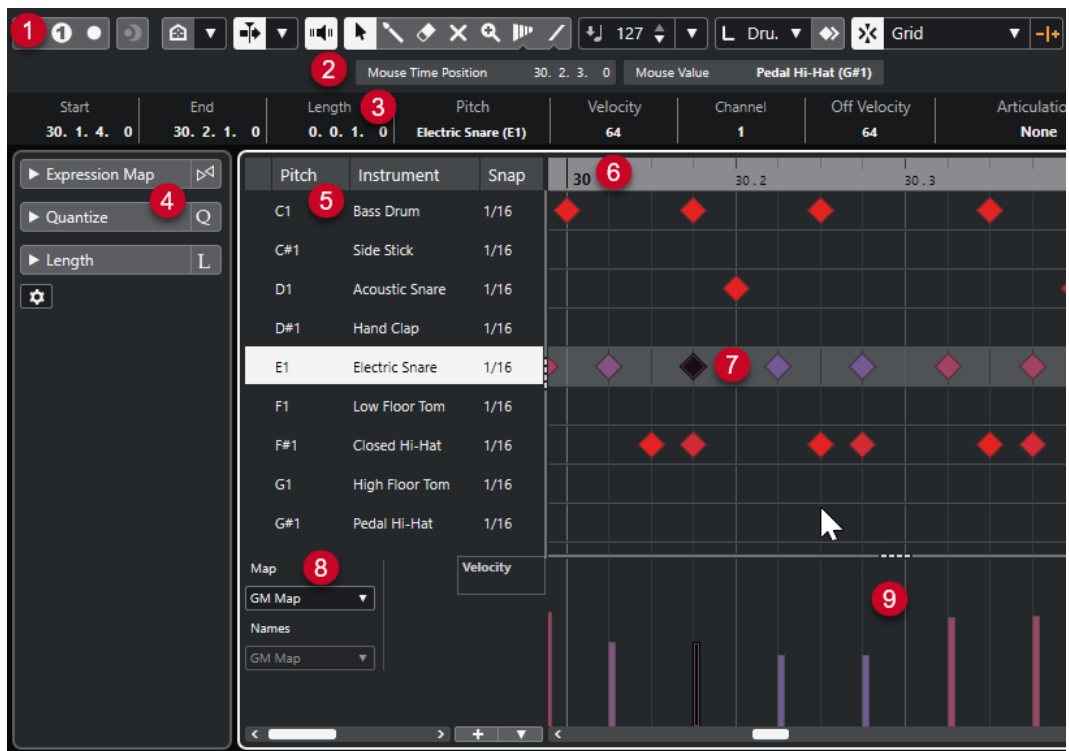 1 1 127 L Dru. Grid
2 Mouse Time Position 30. 2. 3. 0 Mouse Value Pedal Hi-Hat (G#1)
Start End Length 3 Pitch Velocity Channel Off Velocity Articulatio
30. 1. 4. 0 30. 2. 1. 0 0. 0. 1. 0 Electric Snare (E1) 64 1 64 None
Expression Map
4
Quantize Q
Length L
Pitch Instrument Snap 30 6 30.2 30.3
5
C1 Bass Drum 1/16
C#1 Side Stick 1/16
D1 Acoustic Snare 1/16
D#1 Hand Clap 1/16
E1 Electric Snare 1/16 7
F1 Low Floor Tom 1/16
F#1 Closed Hi-Hat 1/16
G1 High Floor Tom 1/16
G#1 Pedal Hi-Hat 1/16
Map 8 Velocity
GM Map 9
Names
GM Map